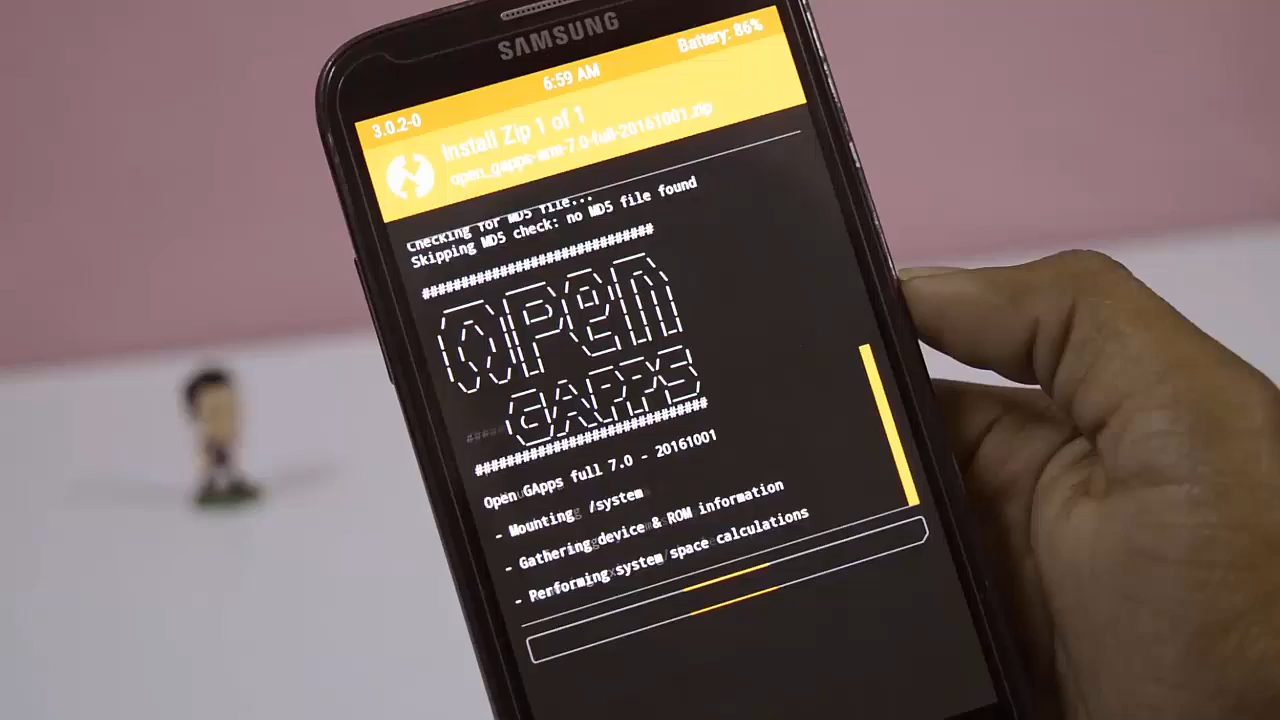 SAMSUNG
3.0.2-0 6:59 AM Battery: 86%
Install Zip 1 of 1
open_gapps-arm-7.0-full-20161001.zip
Checking for MD5 file...
Skipping MD5 check: no MD5 file found
##############################
OPEN
GAPPS
##############################
Open GApps full 7.0 - 20161001
- Mounting /system
- Gathering device & ROM information
- Performing system space calculations